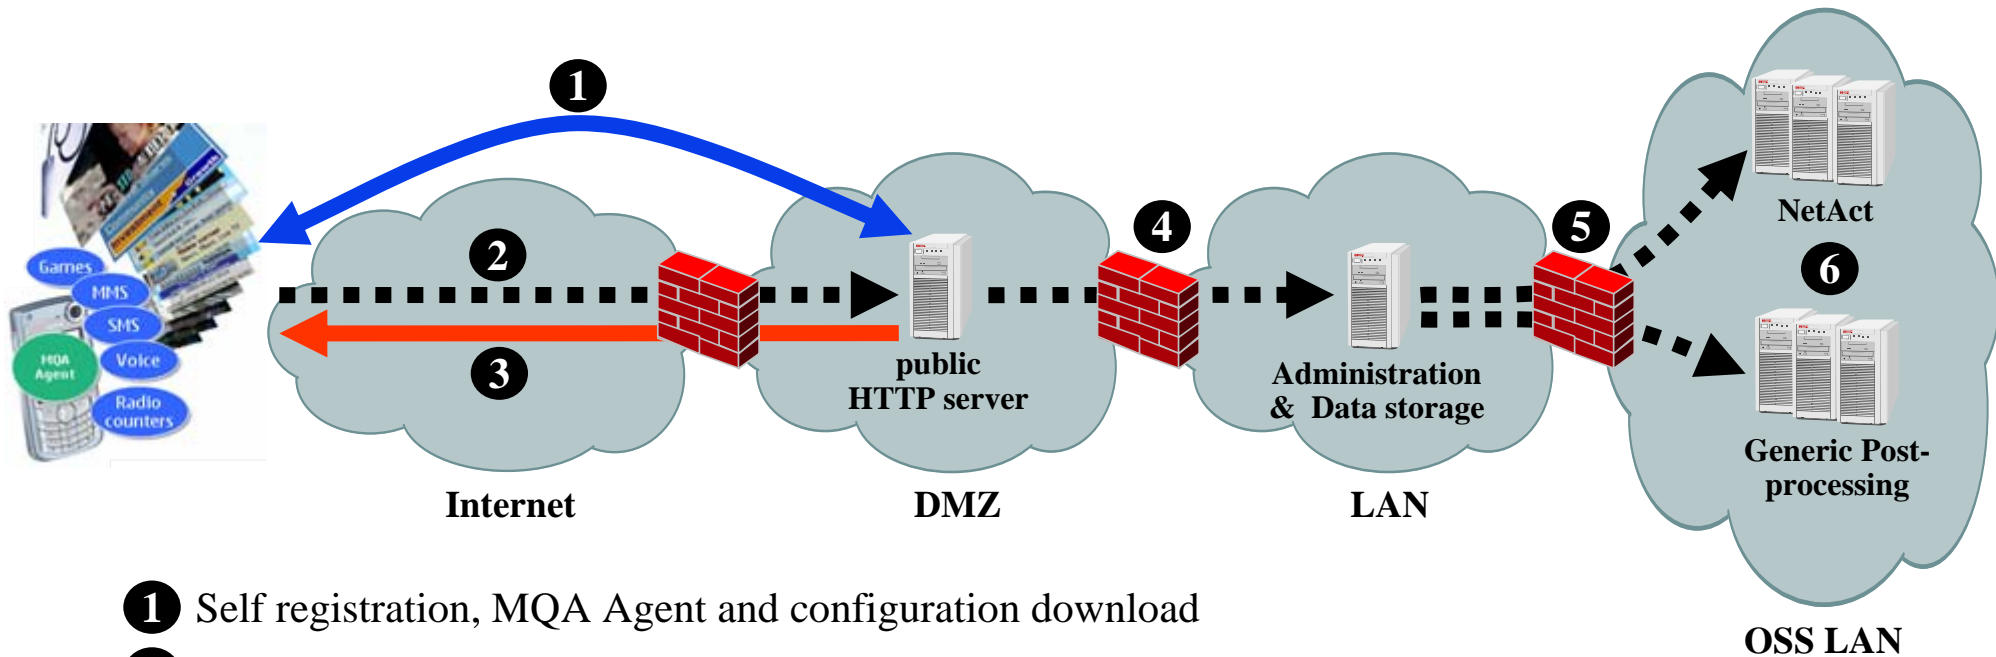 1
Games
MMS
SMS
Voice
MQA
Agent
Radio
counters
2
3
public
HTTP server
4
Administration
& Data storage
5
NetAct
6
Generic Post-
processing
Internet
DMZ
LAN
OSS LAN
1 Self registration, MQA Agent and configuration download